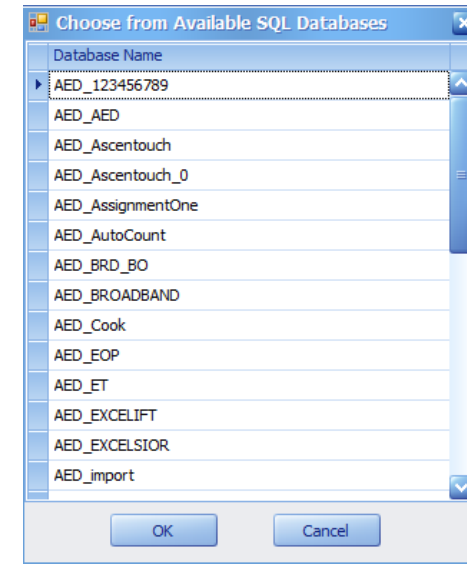 Choose from Available SQL Databases
Database Name
AED_123456789
AED_AED
AED_Ascentouch
AED_Ascentouch_0
AED_AssignmentOne
AED_AutoCount
AED_BRD_BO
AED_BROADBAND
AED_Cook
AED_EOP
AED_ET
AED_EXCELIFT
AED_EXCELSIOR
AED_import
OK Cancel